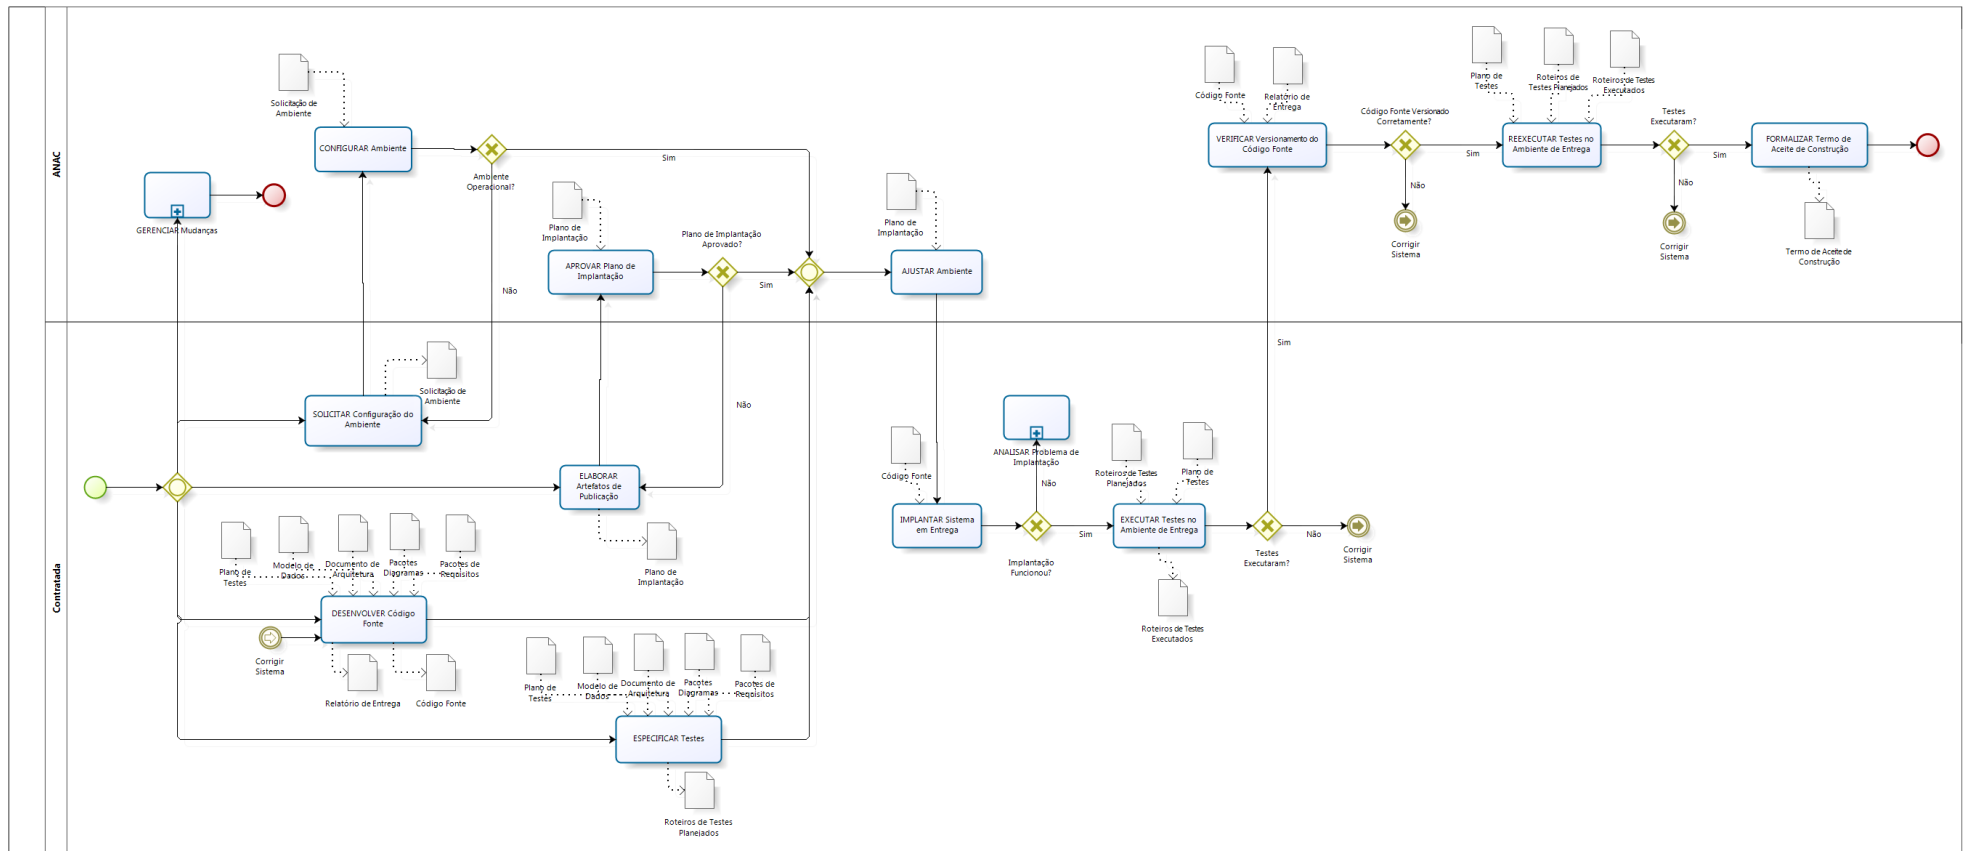 ANAC
Solicitação de
Ambiente
CONFIGURAR Ambiente
Ambiente
Operacional?
Sim
Não
GERENCIAR Mudanças
Plano de
Implantação
APROVAR Plano de
Implantação
Plano de Implantação
Aprovado?
Sim
Não
Plano de
Implantação
AJUSTAR Ambiente
Código Fonte
Relatório de
Entrega
VERIFICAR Versionamento do
Código Fonte
Código Fonte Versionado
Corretamente?
Sim
Não
Corrigir
Sistema
Plano de
Testes
Roteiros de
Testes Planejados
Roteiros de Testes
Executados
REEXECUTAR Testes no
Ambiente de Entrega
Testes
Executaram?
Sim
Não
Corrigir
Sistema
FORMALIZAR Termo de
Aceite de Construção
Termo de Aceite de
Construção
Contratada
Solicitação de
Ambiente
SOLICITAR Configuração do
Ambiente
ELABORAR
Artefatos de
Publicação
Plano de
Implantação
Plano de
Testes
Modelo de
Dados
Documento de
Arquitetura
Pacotes
Diagramas
Pacotes de
Requisitos
DESENVOLVER Código
Fonte
Corrigir
Sistema
Relatório de Entrega
Código Fonte
Plano de
Testes
Modelo de
Dados
Documento de
Arquitetura
Pacotes
Diagramas
Pacotes de
Requisitos
ESPECIFICAR Testes
Roteiros de Testes
Planejados
Código Fonte
IMPLANTAR Sistema
em Entrega
ANALISAR Problema de
Implantação
Não
Implantação
Funcionou?
Sim
Roteiros de Testes
Planejados
Plano de
Testes
EXECUTAR Testes no
Ambiente de Entrega
Roteiros de Testes
Executados
Testes
Executaram?
Sim
Não
Corrigir
Sistema